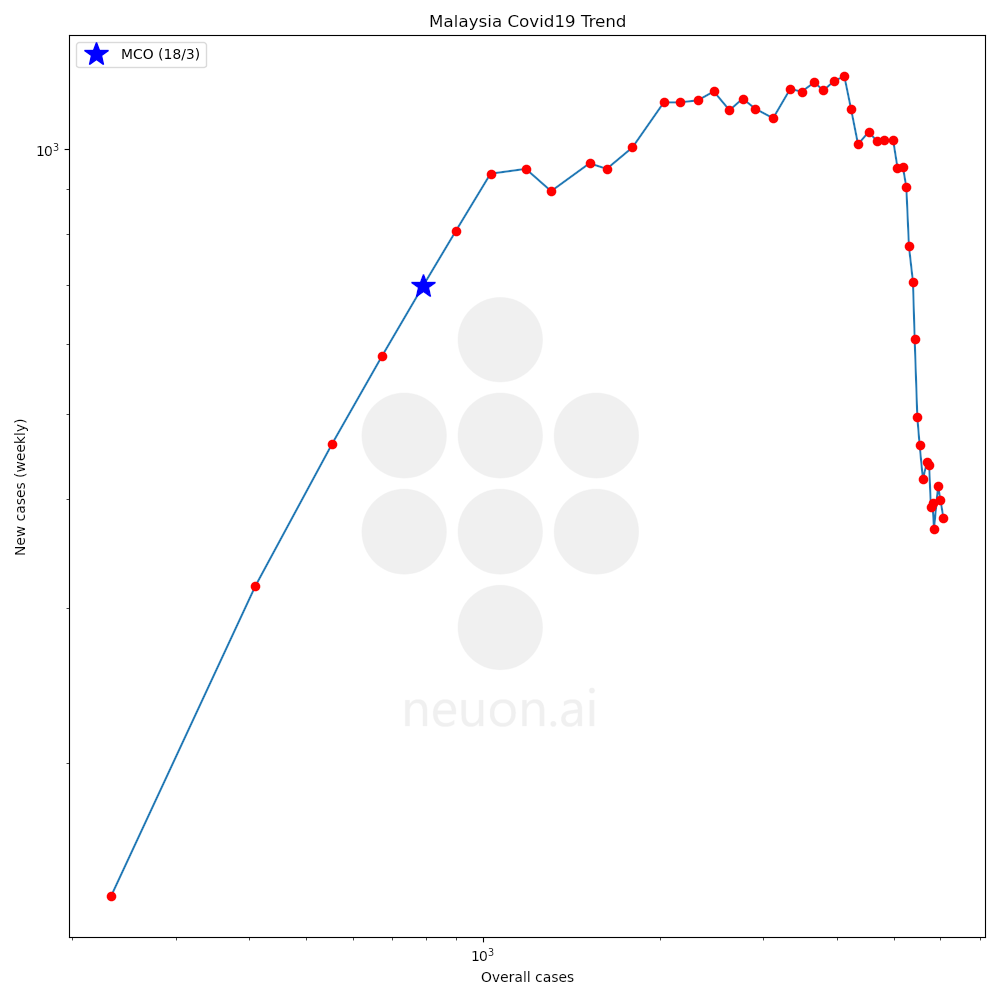 Malaysia Covid19 Trend
MCO (18/3)
10³
New cases (weekly)
neuon.ai
10³
Overall cases